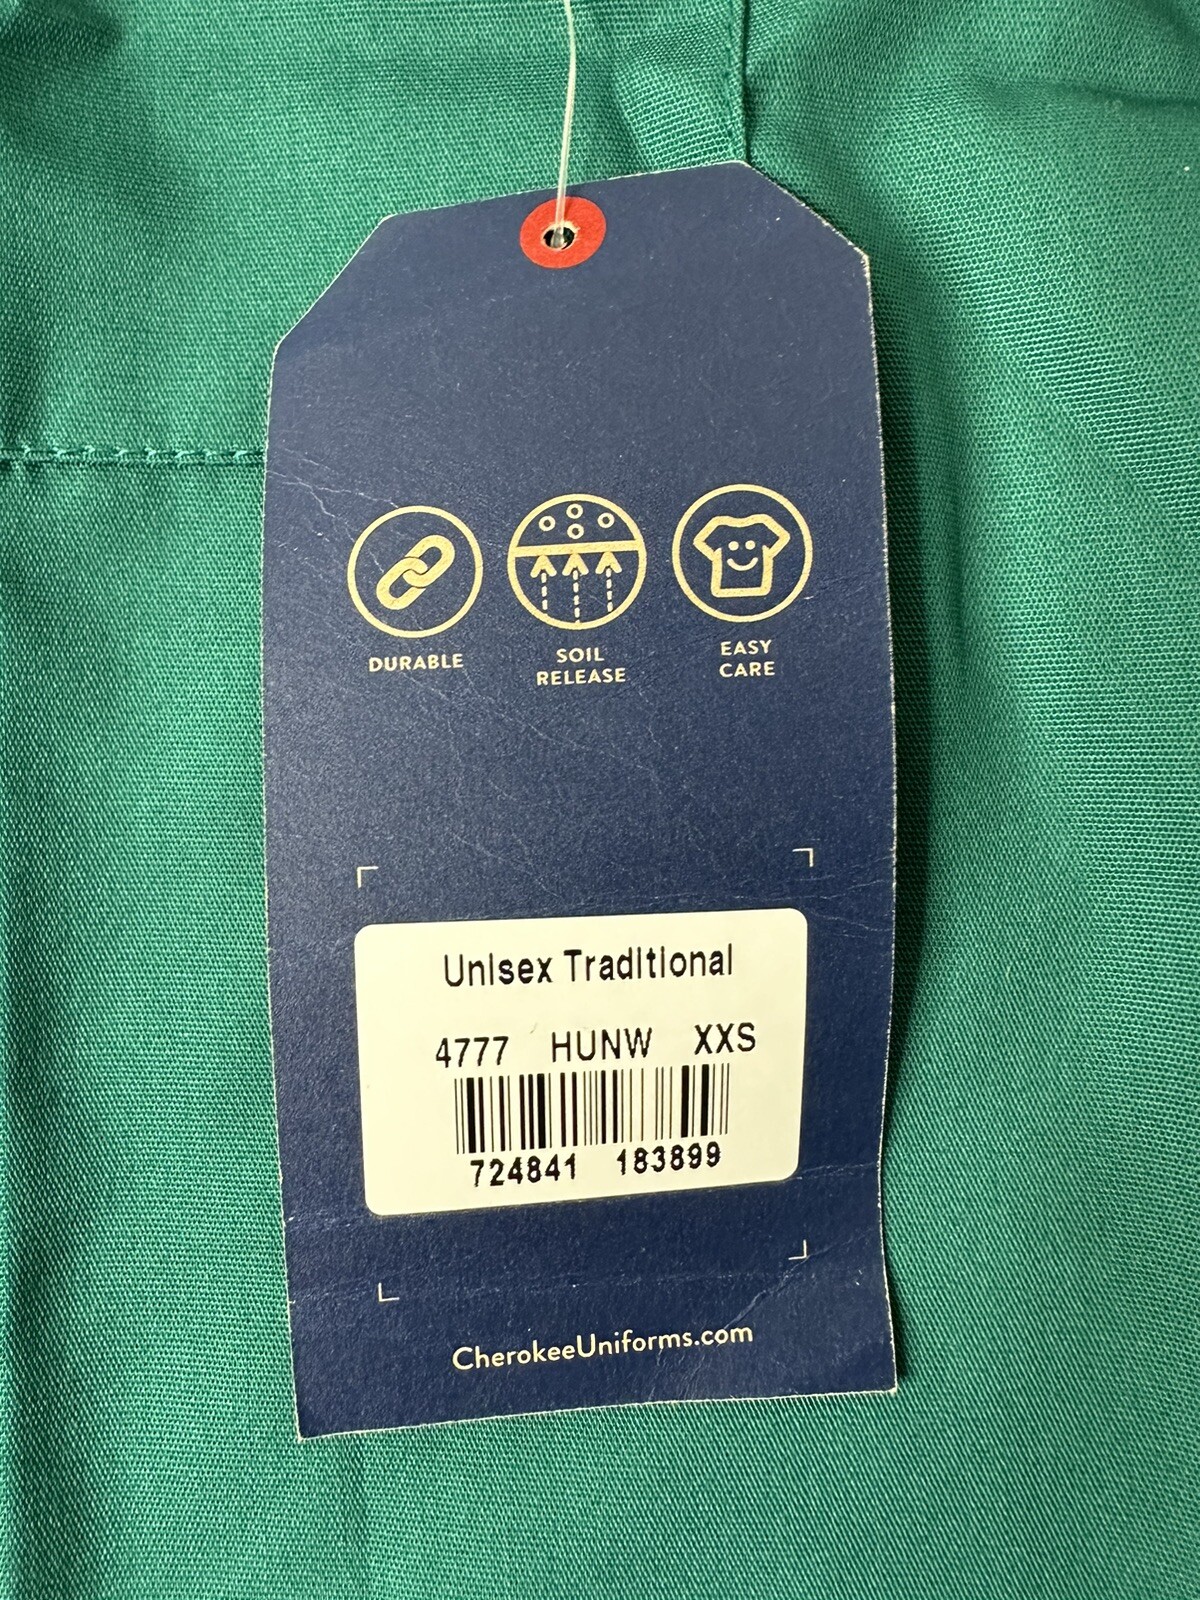 DURABLE
SOIL
RELEASE
EASY
CARE
Unisex Traditional
4777 HUNW XXS
724841 183899
CherokeeUniforms.com